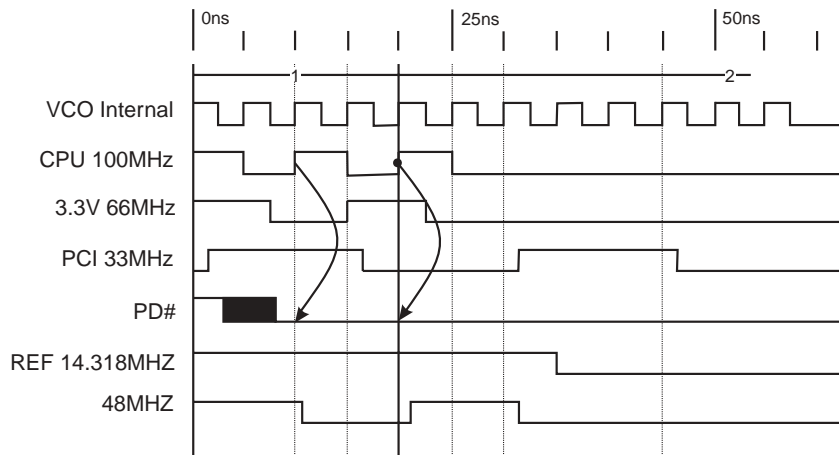 0ns 25ns 50ns
1 2
VCO Internal
CPU 100MHz
3.3V 66MHz
PCI 33MHz
PD#
REF 14.318MHZ
48MHZ